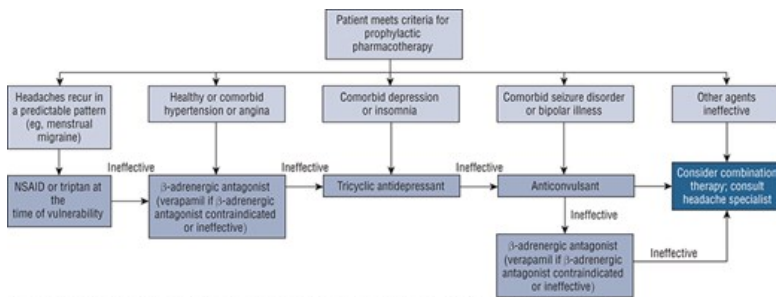 Patient meets criteria for
prophylactic
pharmacotherapy
Headaches recur in
a predictable pattern
(eg, menstrual
migraine)
Healthy or comorbid
hypertension or angina
Comorbid depression
or insomnia
Comorbid seizure disorder
or bipolar illness
Other agents
ineffective
Ineffective
Ineffective
Ineffective
NSAID or triptan at
the
time of vulnerability
β-adrenergic antagonist
(verapamil if β-adrenergic
antagonist contraindicated
or ineffective)
Tricyclic antidepressant
Anticonvulsant
Consider combination
therapy; consult
headache specialist
Ineffective
β-adrenergic antagonist
(verapamil if β-adrenergic
antagonist contraindicated
or ineffective)
Ineffective